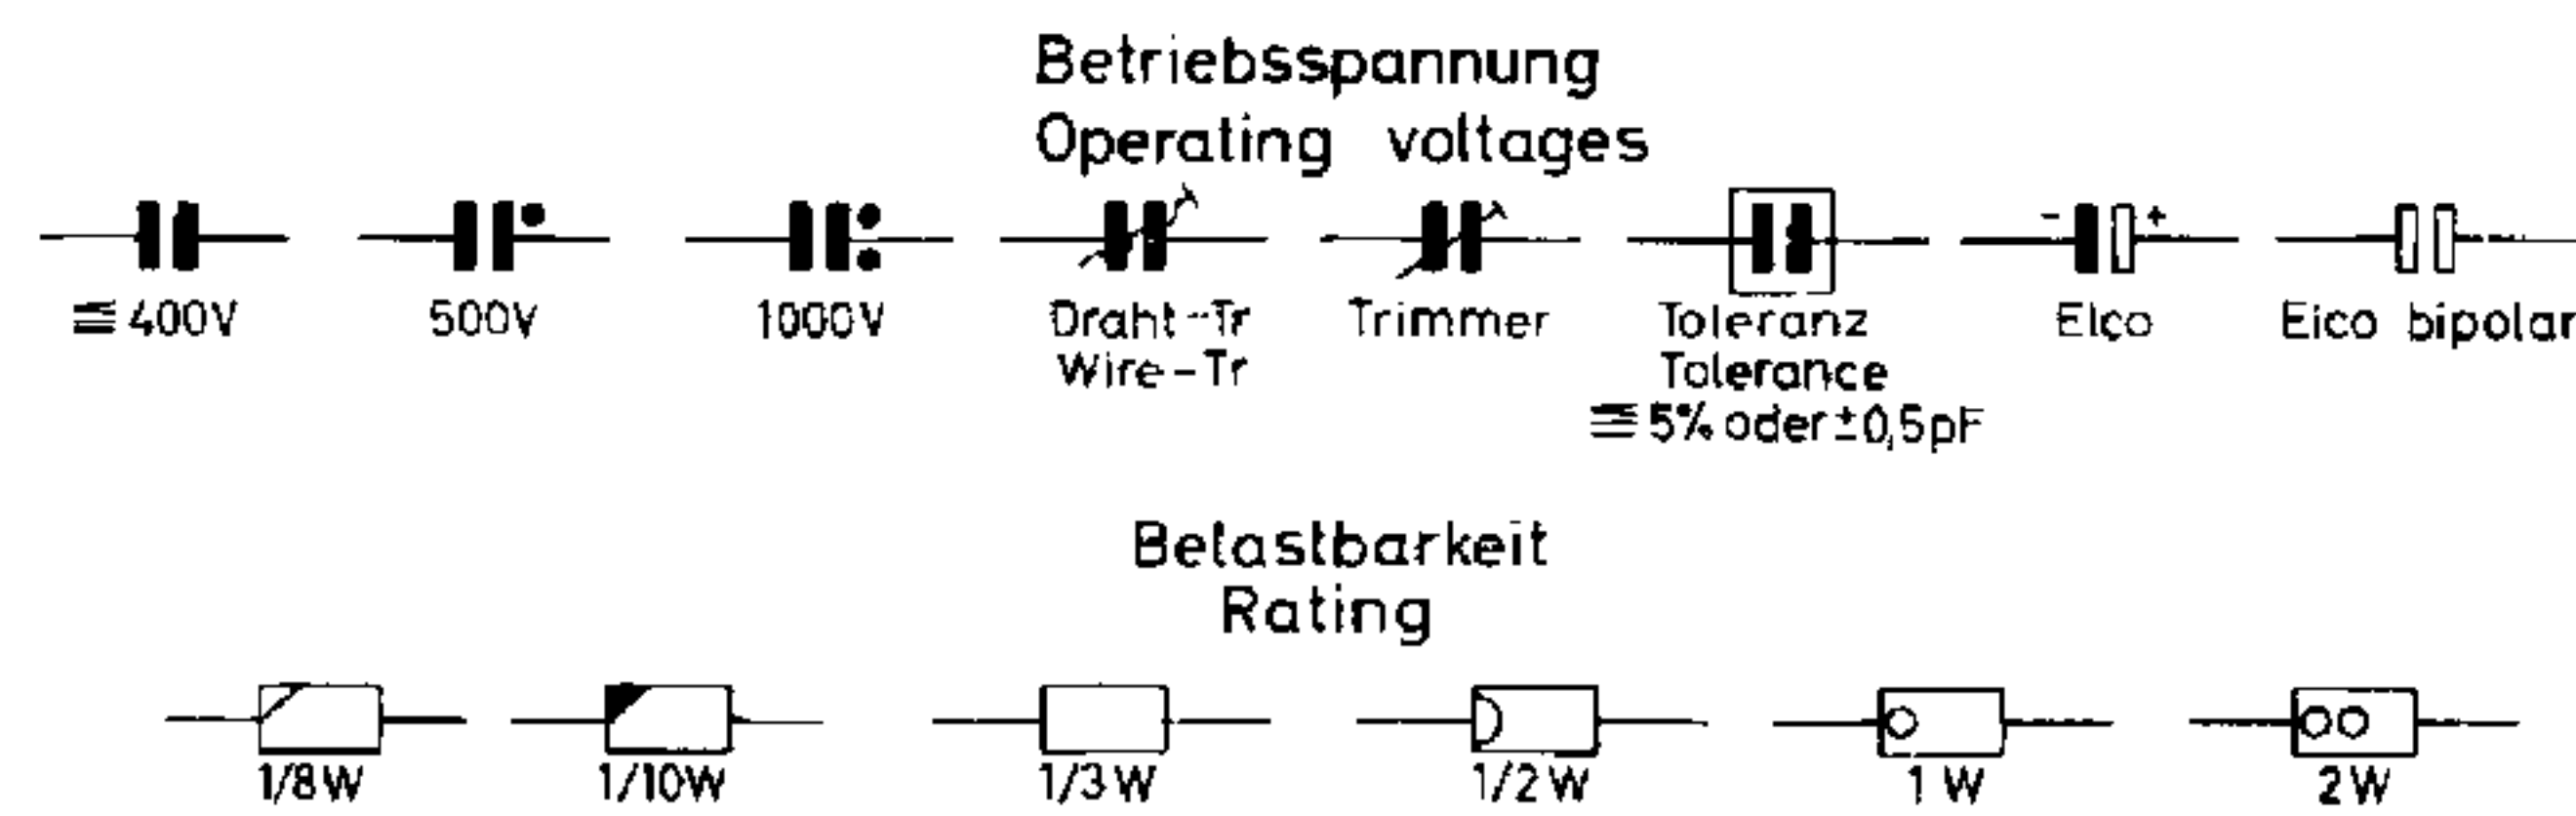 Betriebsspannung
Operating voltages
- +
≦ 400V 500V 1000V Draht-Tr Trimmer Toleranz Elco Elco bipolar
Wire-Tr Tolerance
≦ 5% oder ±0,5pF
Belastbarkeit
Rating
1/8W 1/10W 1/3W 1/2W 1W 2W